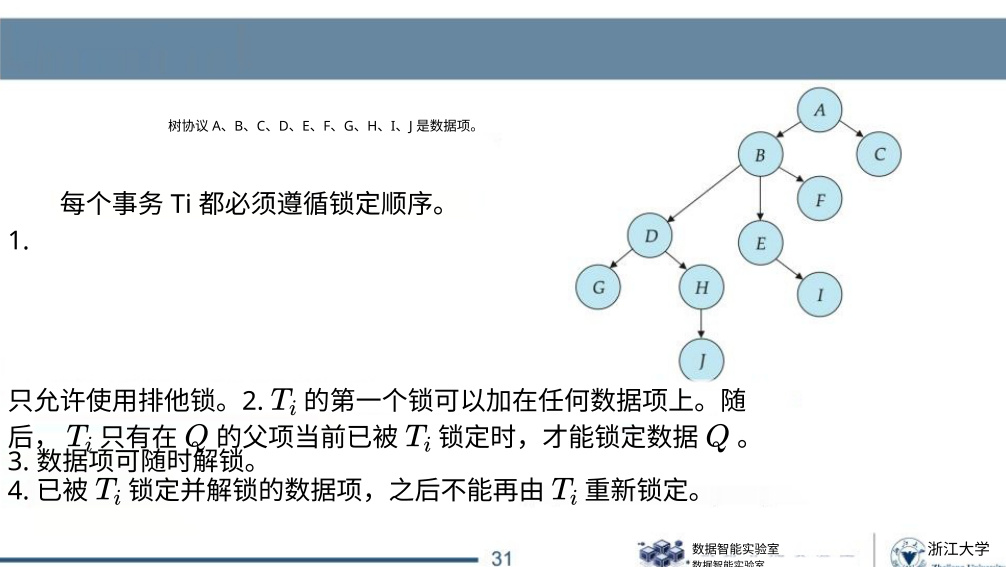 树协议 A、B、C、D、E、F、G、H、I、J 是数据项。
每个事务 Ti 都必须遵循锁定顺序。
1.
A
B
C
F
D
E
G
H
I
J
只允许使用排他锁。2. Ti 的第一个锁可以加在任何数据项上。随
后， Ti 只有在 Q 的父项当前已被 Ti 锁定时，才能锁定数据 Q 。
3. 数据项可随时解锁。
4. 已被 Ti 锁定并解锁的数据项，之后不能再由 Ti 重新锁定。
31
数据智能实验室
数据智能实验室
浙江大学